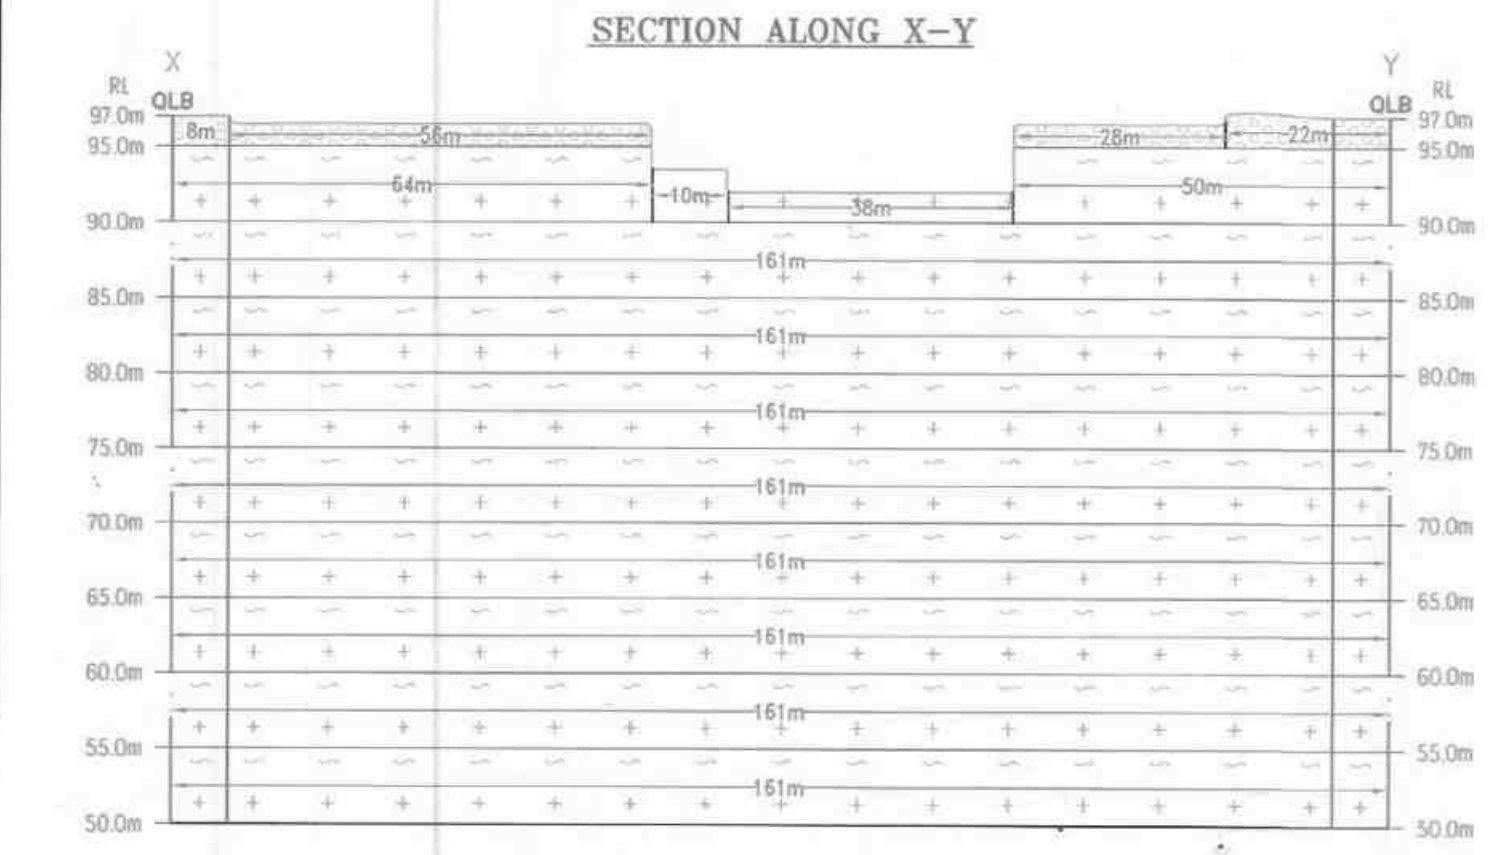 SECTION ALONG X-Y
X Y
RL RL
QLB QLB
97.0m 97.0m
8m 56m 28m 22m
95.0m 95.0m
64m 10m 38m 50m
90.0m 90.0m
161m
85.0m 85.0m
161m
80.0m 80.0m
161m
75.0m 75.0m
161m
70.0m 70.0m
161m
65.0m 65.0m
161m
60.0m 60.0m
161m
55.0m 55.0m
161m
50.0m 50.0m